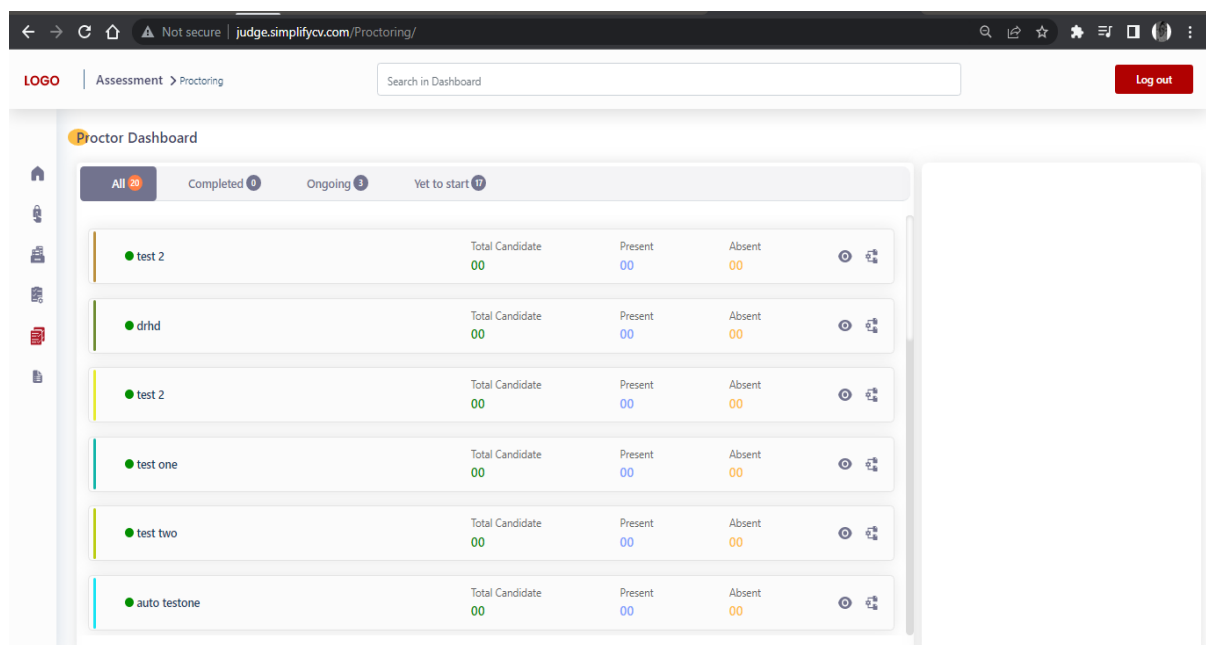 Not secure | judge.simplifycv.com/Proctoring/
LOGO Assessment > Proctoring Search in Dashboard Log out
Proctor Dashboard
All 20 Completed 0 Ongoing 3 Yet to start 17
test 2 Total Candidate 00 Present 00 Absent 00
drhd Total Candidate 00 Present 00 Absent 00
test 2 Total Candidate 00 Present 00 Absent 00
test one Total Candidate 00 Present 00 Absent 00
test two Total Candidate 00 Present 00 Absent 00
auto testone Total Candidate 00 Present 00 Absent 00